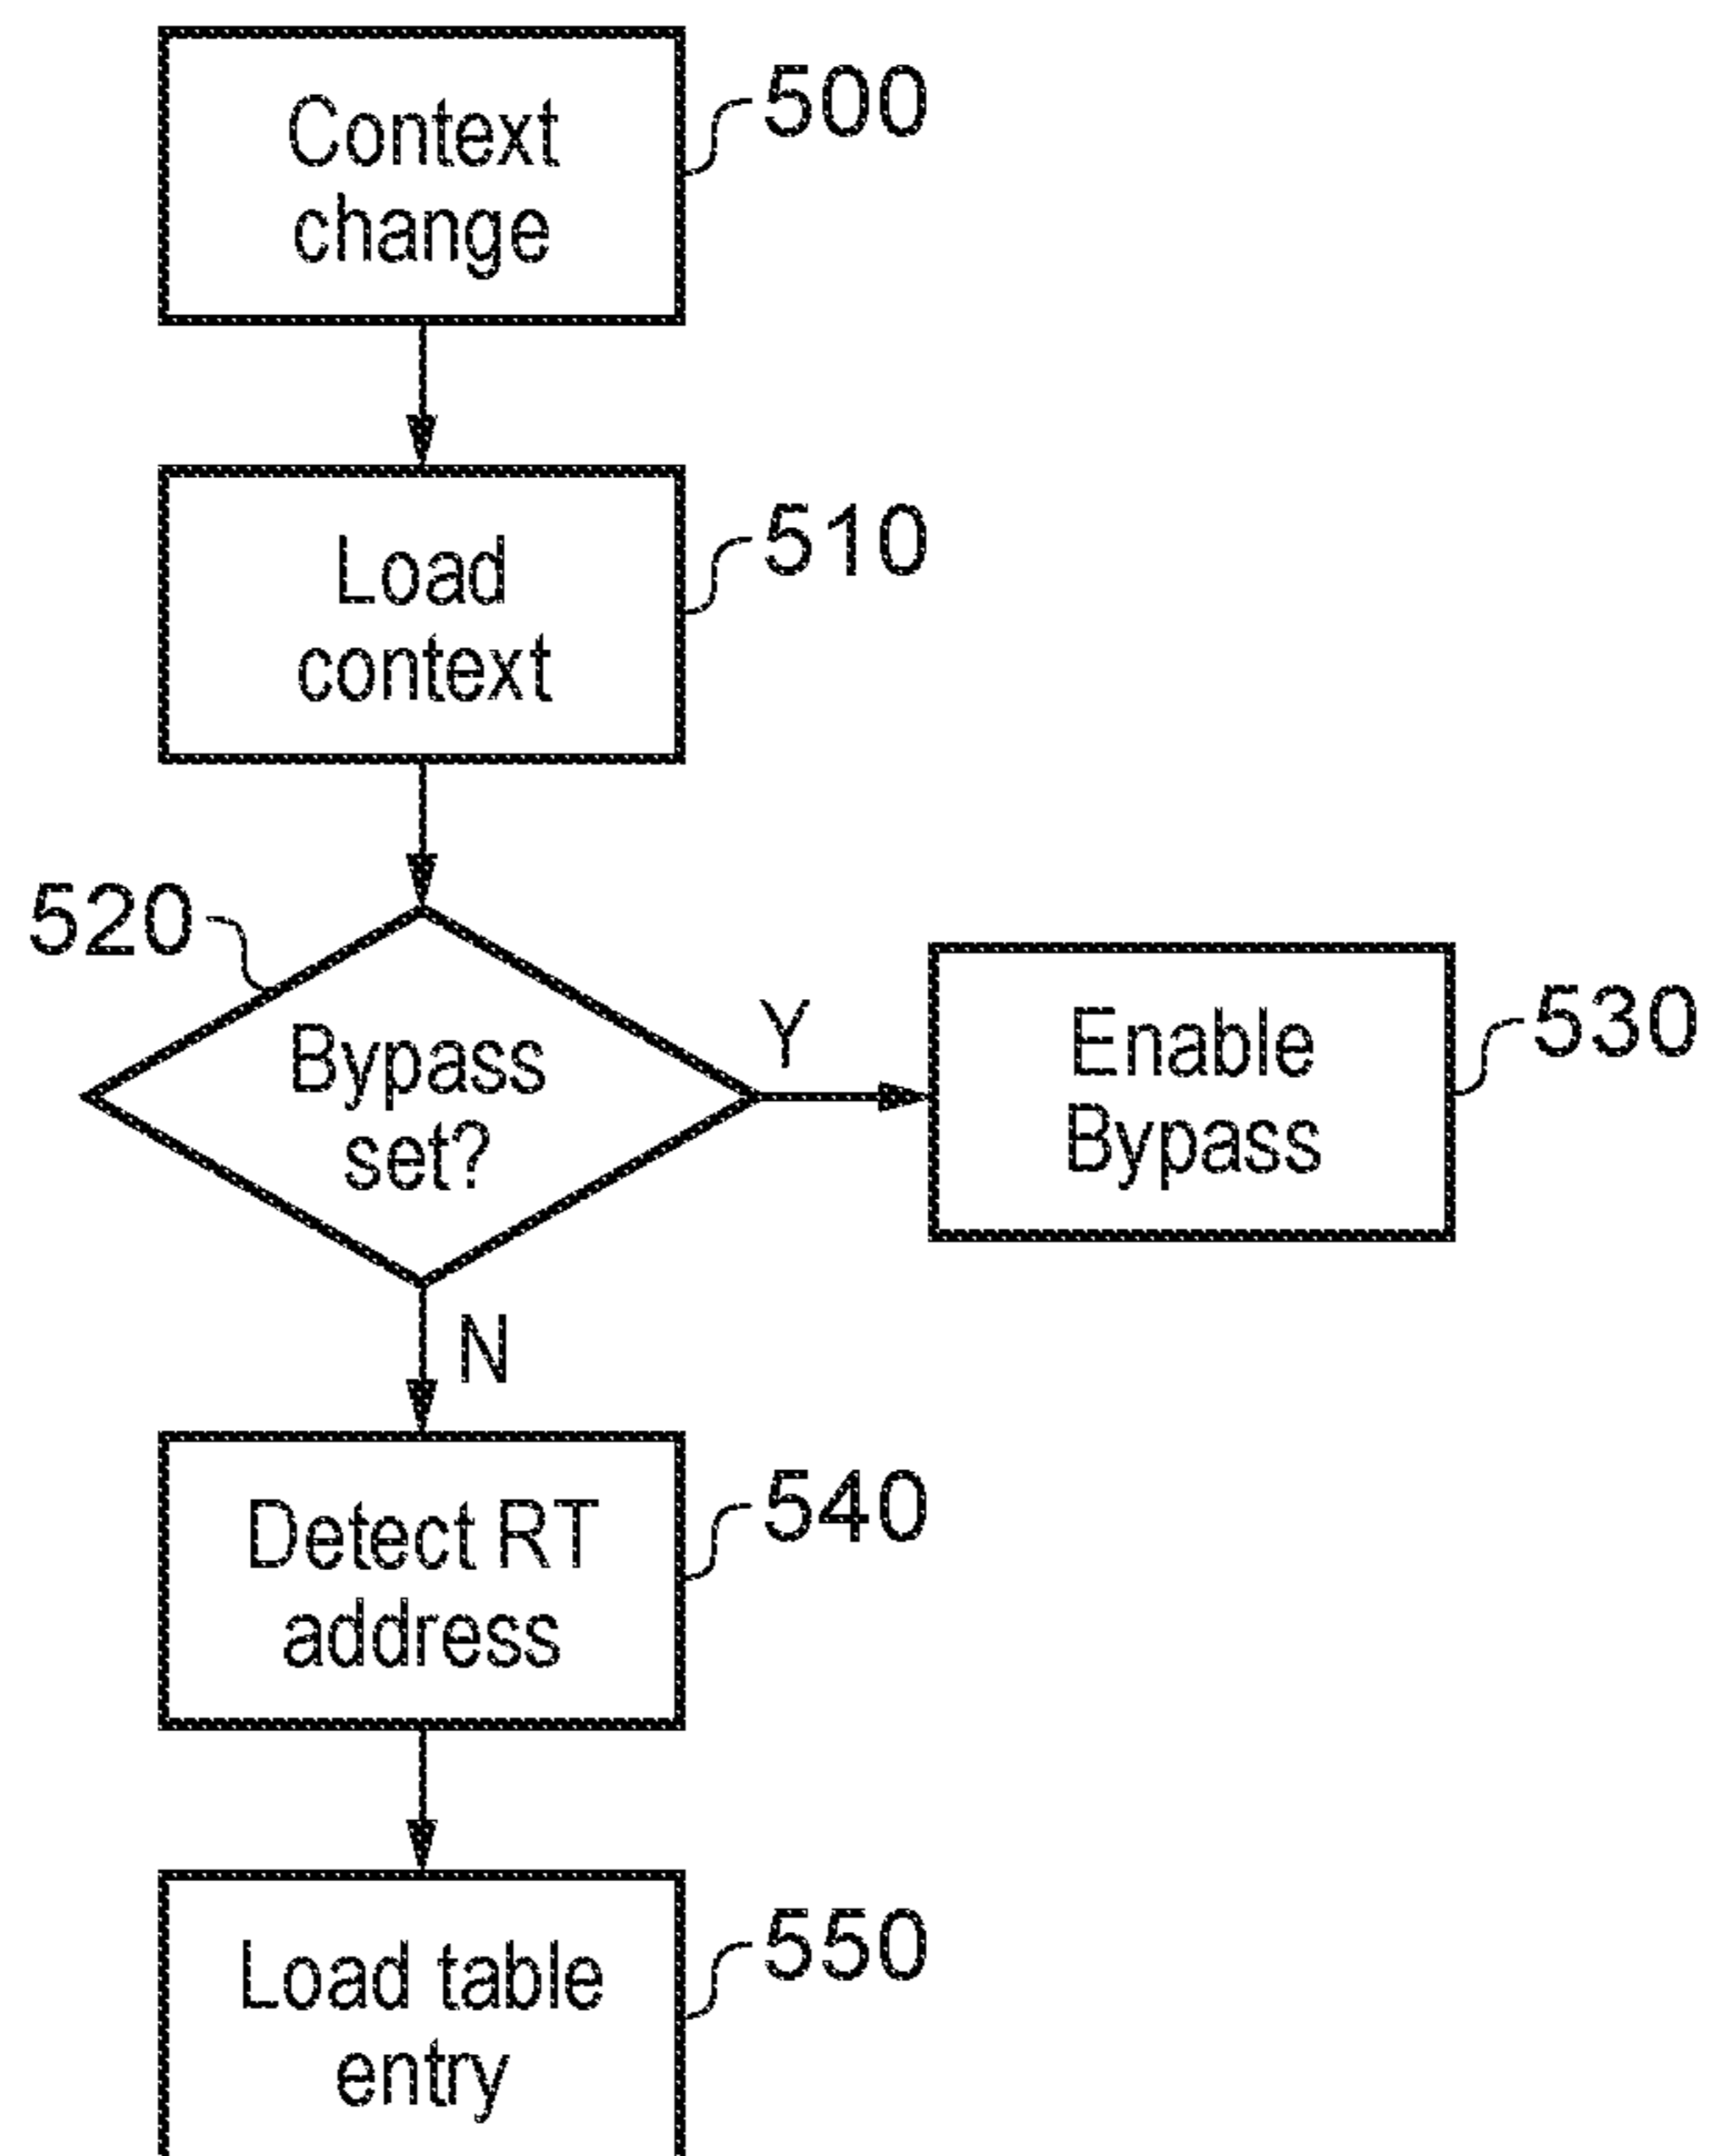 Context
change
500
Load
context
510
520
Bypass
set?
Y
Enable
Bypass
530
N
Detect RT
address
540
Load table
entry
550